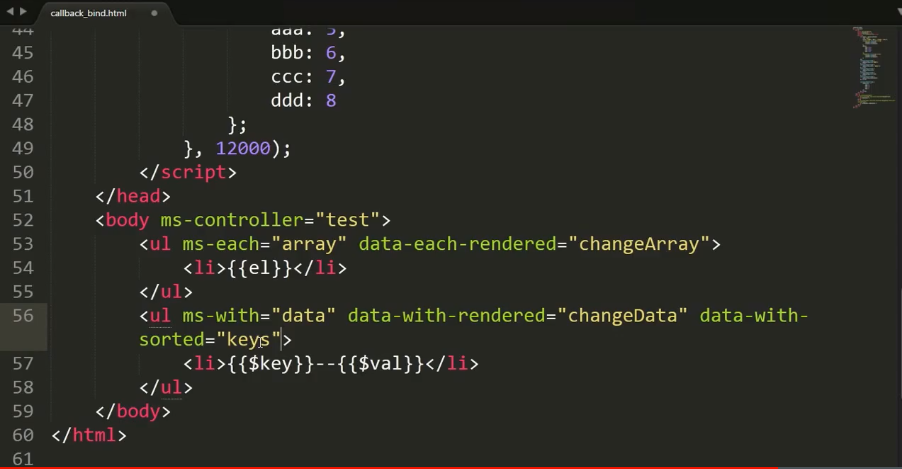 callback_bind.html
44 aaa: 5,
45 bbb: 6,
46 ccc: 7,
47 ddd: 8
48 };
49 }, 12000);
50 </script>
51 </head>
52 <body ms-controller="test">
53 <ul ms-each="array" data-each-rendered="changeArray">
54 <li>{{el}}</li>
55 </ul>
56 <ul ms-with="data" data-with-rendered="changeData" data-with-
sorted="keys">
57 <li>{{$key}}--{{$val}}</li>
58 </ul>
59 </body>
60 </html>
61